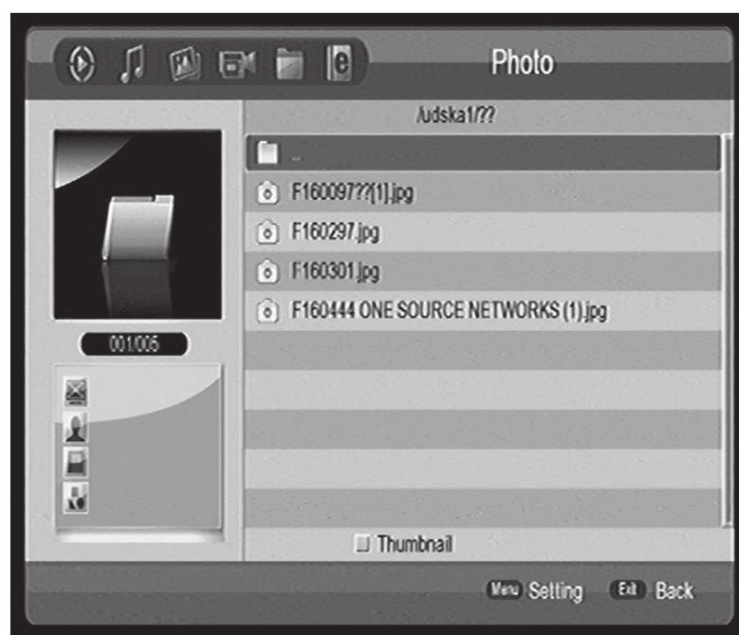 Photo
/udska1/??
..
F160097??[1].jpg
F160297.jpg
F160301.jpg
F160444 ONE SOURCE NETWORKS (1).jpg
001/005
Thumbnail
Menu Setting Exit Back